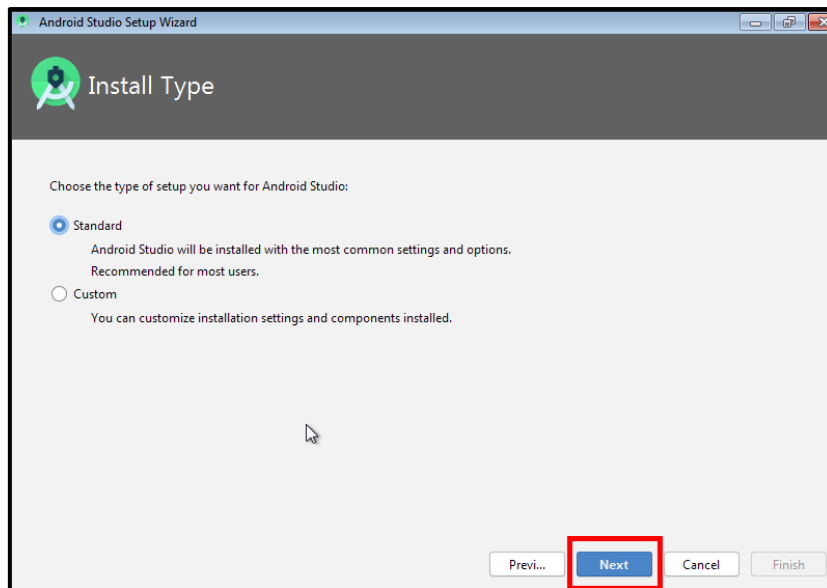 Android Studio Setup Wizard
Install Type
Choose the type of setup you want for Android Studio:
Standard
Android Studio will be installed with the most common settings and options.
Recommended for most users.
Custom
You can customize installation settings and components installed.
Previ... Next Cancel Finish